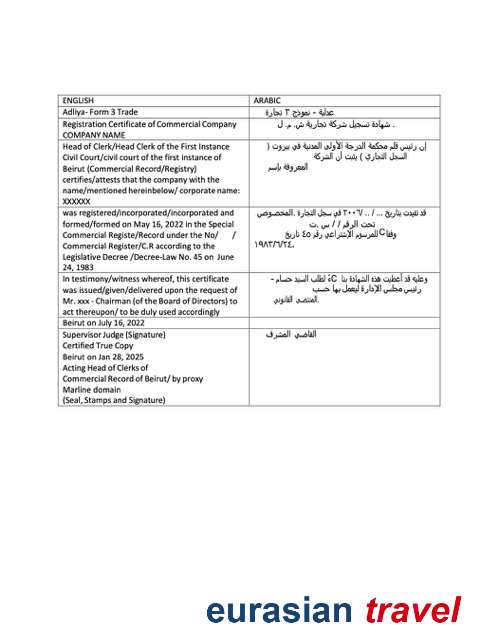 ENGLISH
ARABIC
Adliya- Form 3 Trade
عدلية - نموذج ٣ تجارة
Registration Certificate of Commercial Company
COMPANY NAME
شهادة تسجيل شركة تجارية ش. م. ل .
Head of Clerk/Head Clerk of the First Instance
Civil Court/civil court of the first instance of
Beirut (Commercial Record/Registry)
certifies/attests that the company with the
name/mentioned hereinbelow/ corporate name:
XXXXXX
إن رئيس قلم محكمة الدرجة الأولى المدنية في بيروت (
السجل التجاري ) يثبت أن الشركة
المعروفة بإسم
was registered/incorporated/incorporated and
formed/formed on May 16, 2022 in the Special
Commercial Registe/Record under the No/ /
Commercial Register/C.R according to the
Legislative Decree /Decree-Law No. 45 on June
24, 1983
قد تقيدت بتاريخ ... / .. /٢٠٠٦ في سجل التجارة .المخصوص
تحت الرقم / / س .ت
وفقاCللمرسوم الإشتراعي رقم ٤٥ تاريخ
١٩٨٣/٦/٢٤.
In testimony/witness whereof, this certificate
was issued/given/delivered upon the request of
Mr. xxx - Chairman (of the Board of Directors) to
act thereupon/ to be duly used accordingly
وعليه قد أعطيت هذه الشهادة بنا Cءً لطلب السيد حسام -
رئيس مجلس الإدارة ليعمل بها حسب
.المقتضى القانوني
Beirut on July 16, 2022
Supervisor Judge (Signature)
Certified True Copy
Beirut on Jan 28, 2025
Acting Head of Clerks of
Commercial Record of Beirut/ by proxy
Marline domain
(Seal, Stamps and Signature)
القاضي المشرف
eurasian travel